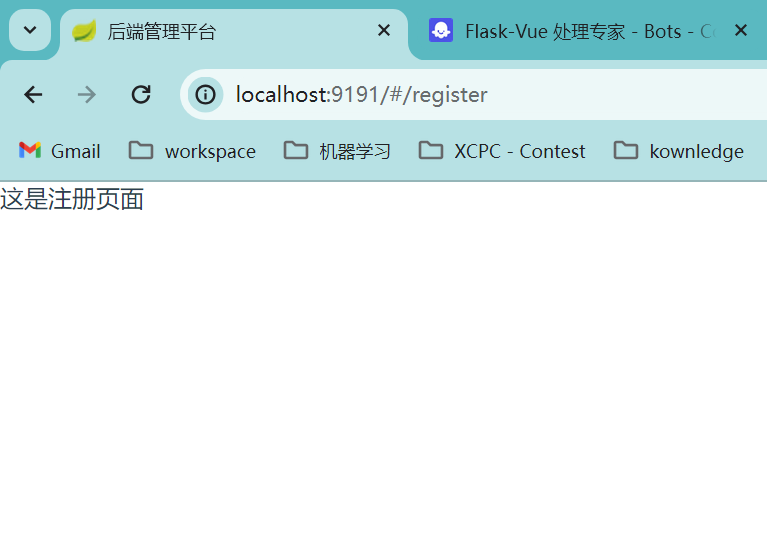 后端管理平台
Flask-Vue 处理专家 - Bots - C
localhost:9191/#/register
Gmail workspace 机器学习 XCPC - Contest kownledge
这是注册页面